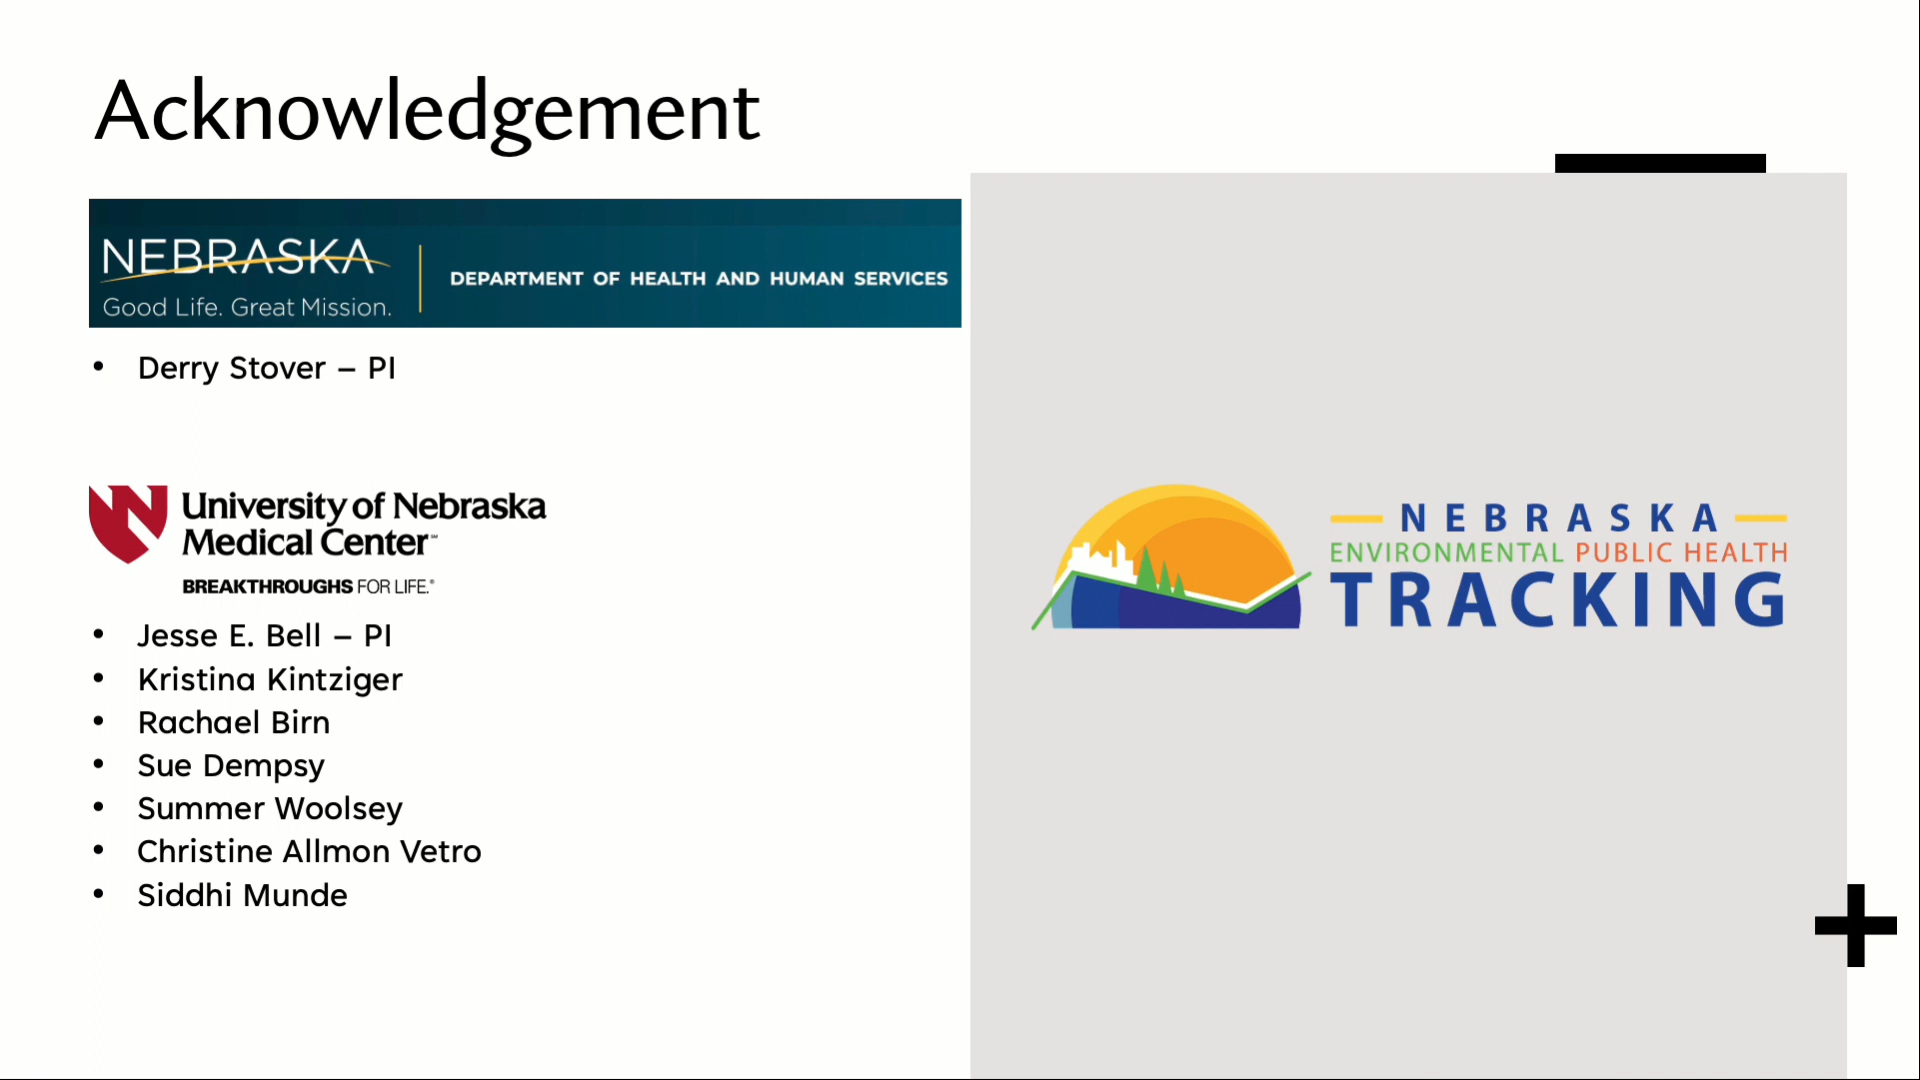 Acknowledgement
NEBRASKA
Good Life. Great Mission.
DEPARTMENT OF HEALTH AND HUMAN SERVICES
• Derry Stover – PI
University of Nebraska
Medical Center℠
BREAKTHROUGHS FOR LIFE.®
• Jesse E. Bell – PI
• Kristina Kintziger
• Rachael Birn
• Sue Dempsy
• Summer Woolsey
• Christine Allmon Vetro
• Siddhi Munde
NEBRASKA
ENVIRONMENTAL PUBLIC HEALTH
TRACKING